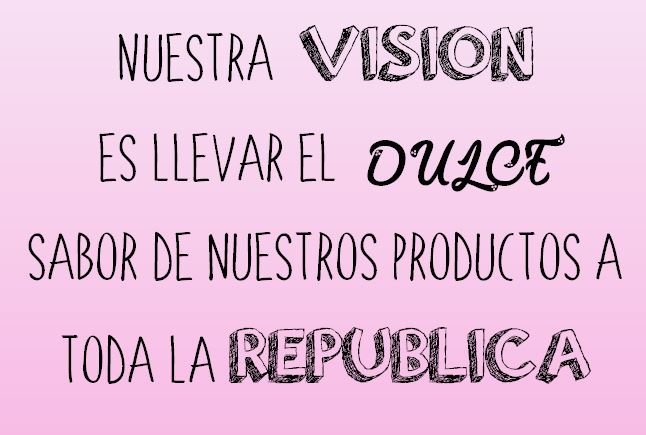 NUESTRA VISION
ES LLEVAR EL DULCE
SABOR DE NUESTROS PRODUCTOS A
TODA LA REPUBLICA